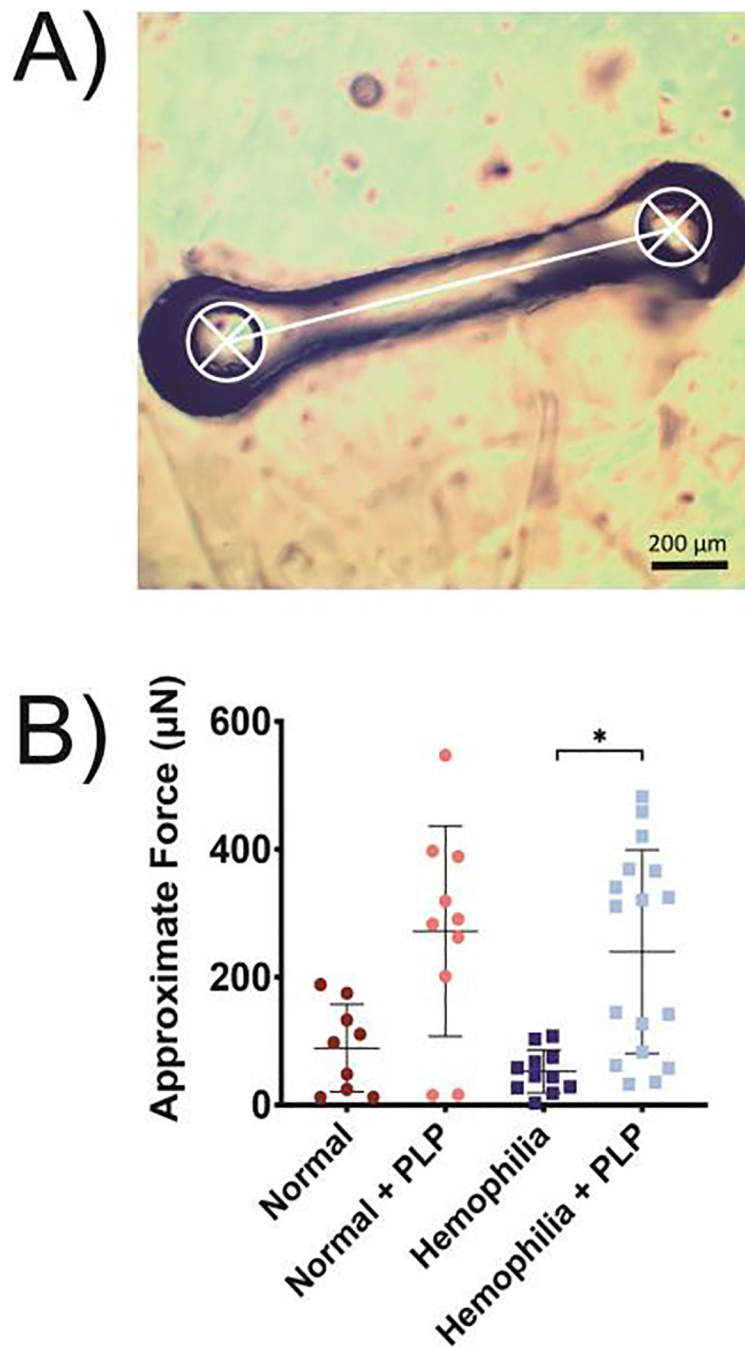 A)
200 µm
B)
Approximate Force (µN)
600
400
200
0
*
Normal
Normal + PLP
Hemophilia
Hemophilia + PLP